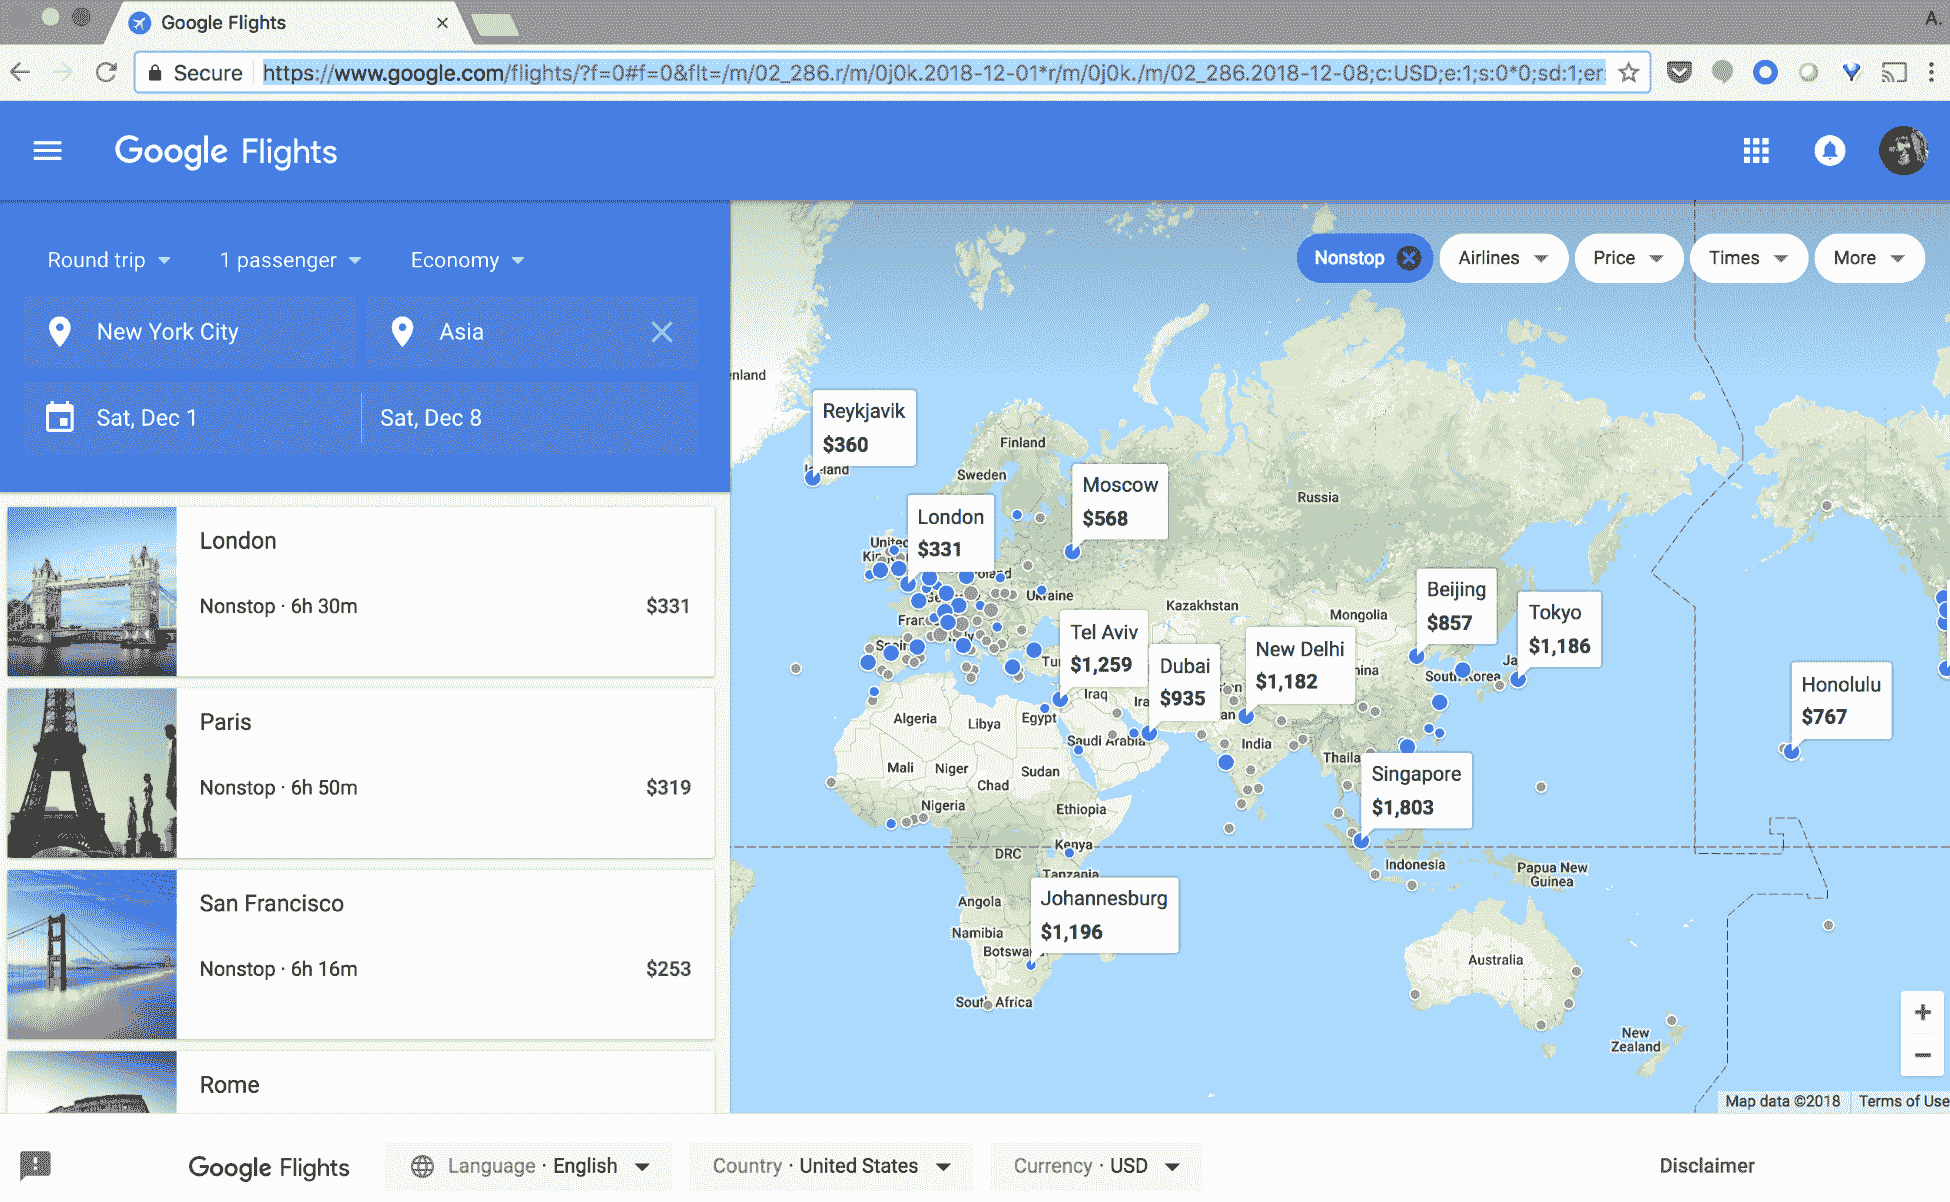 Google Flights
A.
Secure https://www.google.com/flights/?f=0#f=0&flt=/m/02_286.r/m/0j0k.2018-12-01*r/m/0j0k./m/02_286.2018-12-08;c:USD;e:1;s:0*0;sd:1;er:
Google Flights
Round trip 1 passenger Economy
New York City Asia
Sat, Dec 1 Sat, Dec 8
London
Nonstop · 6h 30m $331
Paris
Nonstop · 6h 50m $319
San Francisco
Nonstop · 6h 16m $253
Rome
Nonstop Airlines Price Times More
enland
Reykjavik
$360
Finland
Sweden
Moscow
$568
Russia
London
$331
United
Ukraine
Kazakhstan
Mongolia
Beijing
$857
Tokyo
$1,186
Tel Aviv
$1,259
Dubai
$935
New Delhi
$1,182
South Korea
Honolulu
$767
Iraq
Algeria
Libya
Egypt
Saudi Arabia
India
Mali
Niger
Chad
Sudan
Thaila
Singapore
$1,803
Nigeria
Ethiopia
DRC
Kenya
Tanzania
Indonesia
Papua New
Guinea
Johannesburg
$1,196
Angola
Namibia
Botswa
South Africa
Australia
New
Zealand
+
−
Map data ©2018 Terms of Use
Google Flights Language · English Country · United States Currency · USD Disclaimer